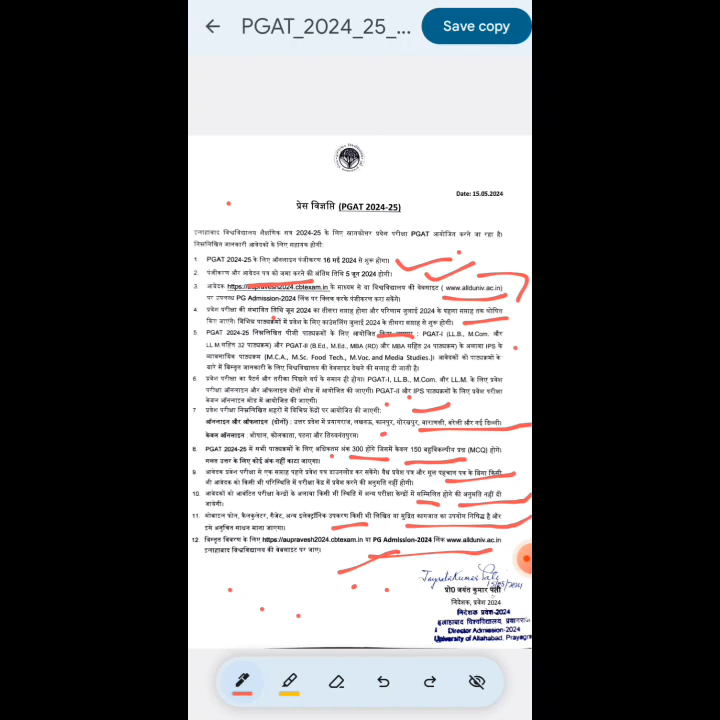 PGAT_2024_25_...
Save copy
Date: 15.05.2024
प्रेस विज्ञप्ति (PGAT 2024-25)
इलाहाबाद विश्वविद्यालय शैक्षणिक सत्र 2024-25 के लिए स्नातकोत्तर प्रवेश परीक्षा PGAT आयोजित करने जा रहा है।
निम्नलिखित जानकारी आवेदकों के लिए सहायक होगी:
1. PGAT 2024-25 के लिए ऑनलाइन पंजीकरण 16 मई 2024 से शुरू होगा।
2. पंजीकरण और आवेदन पत्र को जमा करने की अंतिम तिथि 5 जून 2024 होगी।
3. आवेदक https://aupravesh2024.cbtexam.in के माध्यम से या विश्वविद्यालय की वेबसाइट ( www.allduniv.ac.in)
पर उपलब्ध PG Admission-2024 लिंक पर क्लिक करके पंजीकरण करा सकेंगे।
4. प्रवेश परीक्षा की संभावित तिथि जून 2024 का तीसरा सप्ताह होगा और परिणाम जुलाई 2024 के पहला सप्ताह तक घोषित
किए जाएंगे। विभिन्न पाठ्यक्रमों में प्रवेश के लिए काउंसलिंग जुलाई 2024 के तीसरा सप्ताह से शुरू होगी।
5. PGAT 2024-25 निम्नलिखित पीजी पाठ्यक्रमों के लिए आयोजित किया जाएगा : PGAT-I (LL.B., M.Com. और
LL.M.सहित 32 पाठ्यक्रम) और PGAT-II (B.Ed., M.Ed., MBA (RD) और MBA सहित 24 पाठ्यक्रम) के अलावा IPS के
व्यावसायिक पाठ्यक्रम (M.C.A., M.Sc. Food Tech., M.Voc. and Media Studies.)। आवेदकों को पाठ्यक्रमों के
बारे में विस्तृत जानकारी के लिए विश्वविद्यालय की वेबसाइट देखने की सलाह दी जाती है।
6. प्रवेश परीक्षा का पैटर्न और तरीका पिछले वर्ष के समान ही होगा। PGAT-I, LL.B., M.Com. और LL.M. के लिए प्रवेश
परीक्षा ऑनलाइन और ऑफलाइन दोनों मोड में आयोजित की जाएगी। PGAT-II और IPS पाठ्यक्रमों के लिए प्रवेश परीक्षा
केवल ऑनलाइन मोड में आयोजित की जाएगी।
7. प्रवेश परीक्षा निम्नलिखित शहरों में विभिन्न केंद्रों पर आयोजित की जाएगी:
ऑनलाइन और ऑफलाइन (दोनों) : उत्तर प्रदेश में प्रयागराज, लखनऊ, कानपुर, गोरखपुर, वाराणसी, बरेली और नई दिल्ली।
केवल ऑनलाइन : भोपाल, कोलकाता, पटना और तिरुवनंतपुरम।
8. PGAT 2024-25 में सभी पाठ्यक्रमों के लिए अधिकतम अंक 300 होंगे जिनमें केवल 150 बहुविकल्पीय प्रश्न (MCQ) होंगे।
गलत उत्तर के लिए कोई अंक नहीं काटा जाएगा।
9. आवेदक प्रवेश परीक्षा से एक सप्ताह पहले प्रवेश पत्र डाउनलोड कर सकेंगे। वैध प्रवेश पत्र और मूल पहचान पत्र के बिना किसी
भी आवेदक को किसी भी परिस्थिति में परीक्षा केंद्र में प्रवेश करने की अनुमति नहीं होगी।
10. आवेदकों को आवंटित परीक्षा केन्द्रों के अलावा किसी भी स्थिति में अन्य परीक्षा केन्द्रों में सम्मिलित होने की अनुमति नहीं दी
जायेगी।
11. मोबाइल फोन, कैलकुलेटर, गैजेट, अन्य इलेक्ट्रॉनिक उपकरण किसी भी लिखित या मुद्रित कागजात का उपयोग निषिद्ध है और
इसे अनुचित साधन माना जाएगा।
12. विस्तृत विवरण के लिए https://aupravesh2024.cbtexam.in या PG Admission-2024 लिंक www.allduniv.ac.in
इलाहाबाद विश्वविद्यालय की वेबसाइट पर जाए।
15/05/2024
प्रो0 जयंत कुमार पती
निदेशक, प्रवेश 2024
निदेशक प्रवेश-2024
इलाहाबाद विश्वविद्यालय, प्रयागराज
Director Admission-2024
University of Allahabad, Prayagra